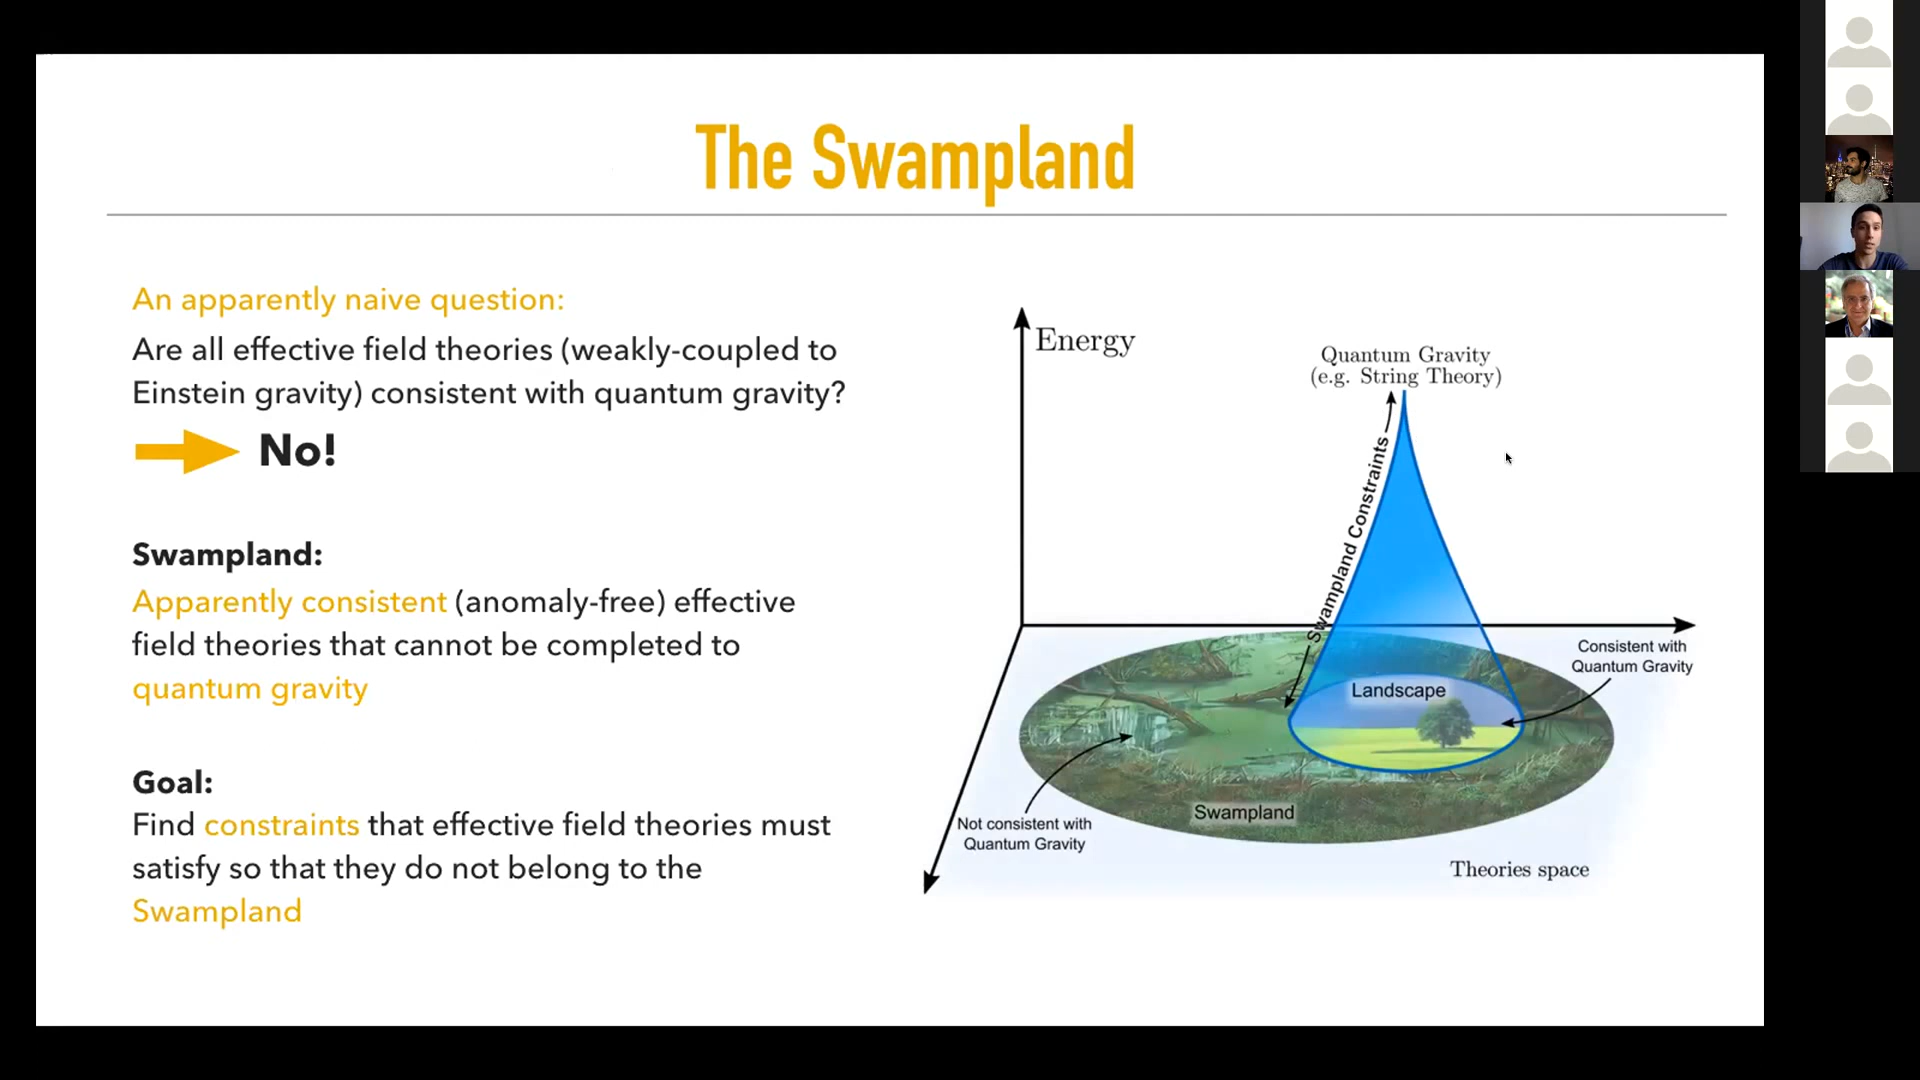 The Swampland
An apparently naive question:
Are all effective field theories (weakly-coupled to
Einstein gravity) consistent with quantum gravity?
No!
Swampland:
Apparently consistent (anomaly-free) effective
field theories that cannot be completed to
quantum gravity
Goal:
Find constraints that effective field theories must
satisfy so that they do not belong to the
Swampland
Energy
Quantum Gravity
(e.g. String Theory)
Swampland Constraints
Consistent with
Quantum Gravity
Landscape
Swampland
Not consistent with
Quantum Gravity
Theories space